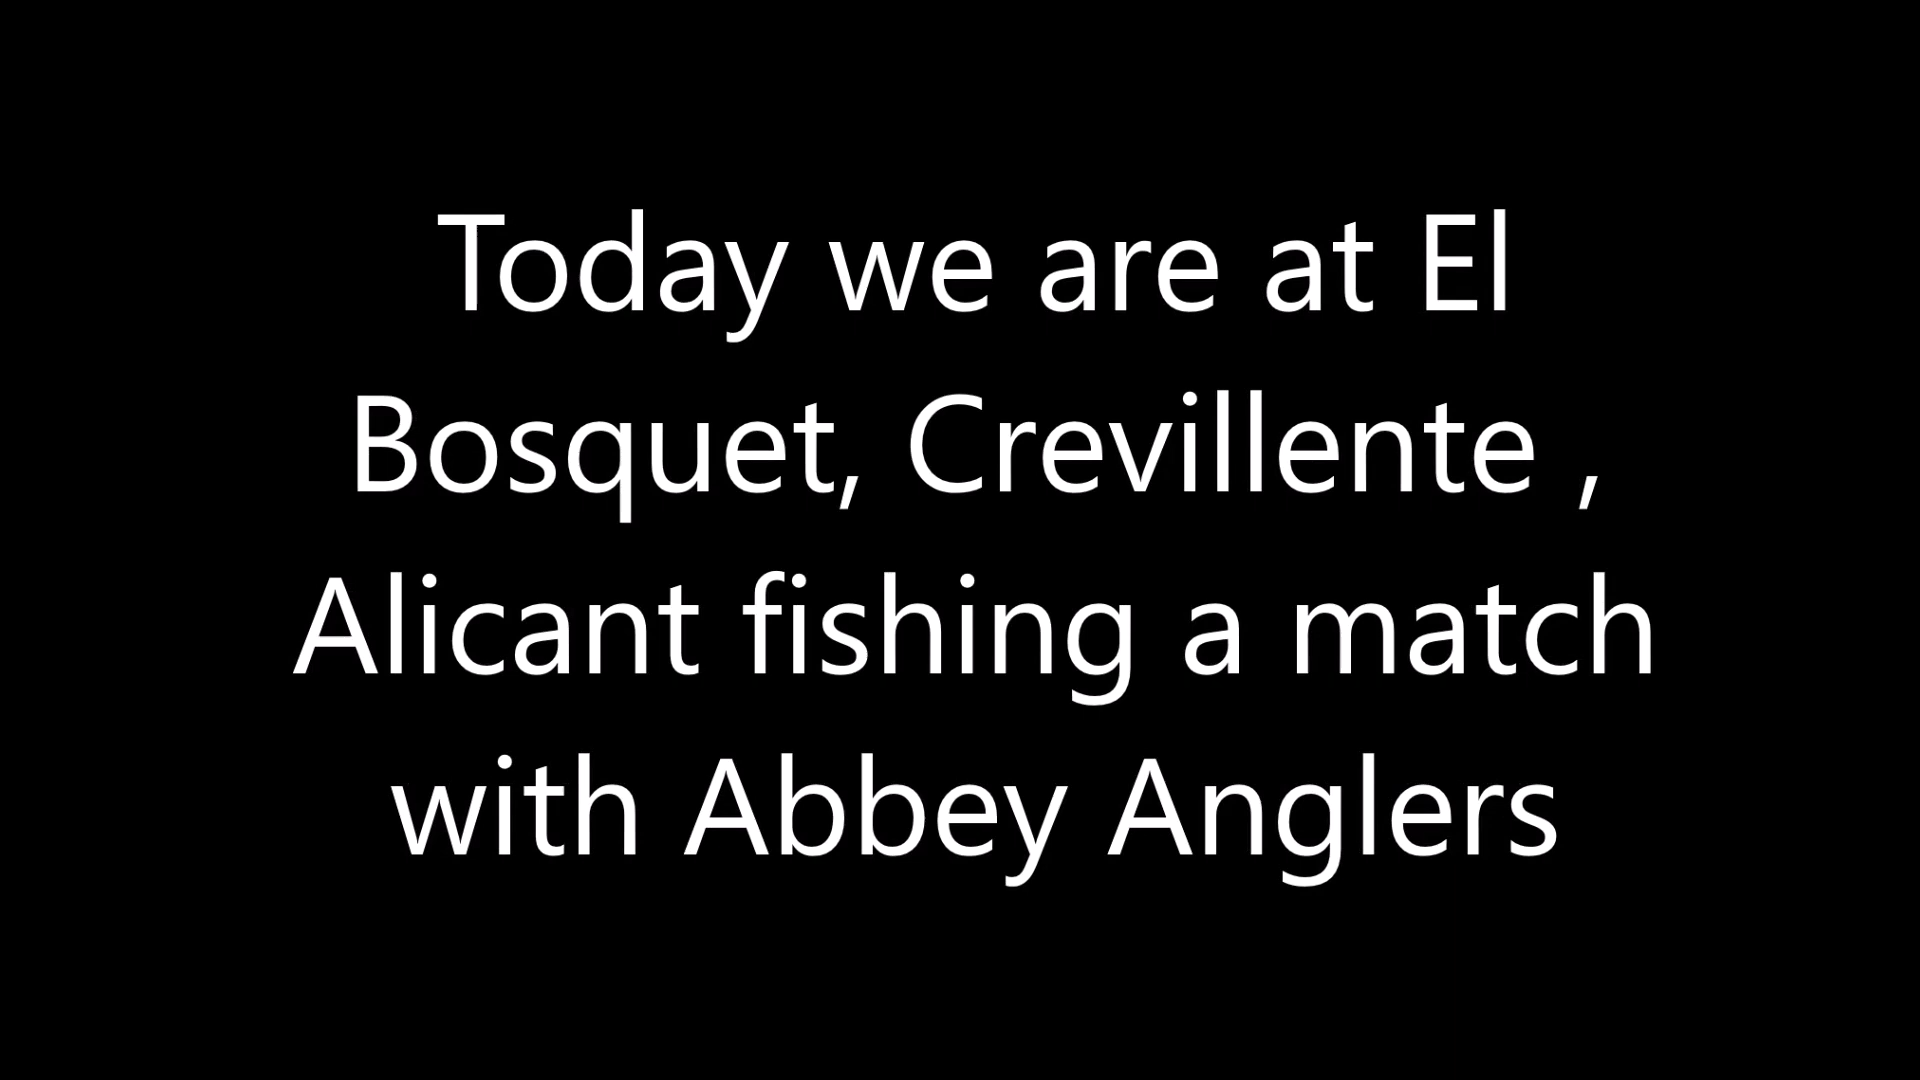 Today we are at El
Bosquet, Crevillente ,
Alicant fishing a match
with Abbey Anglers